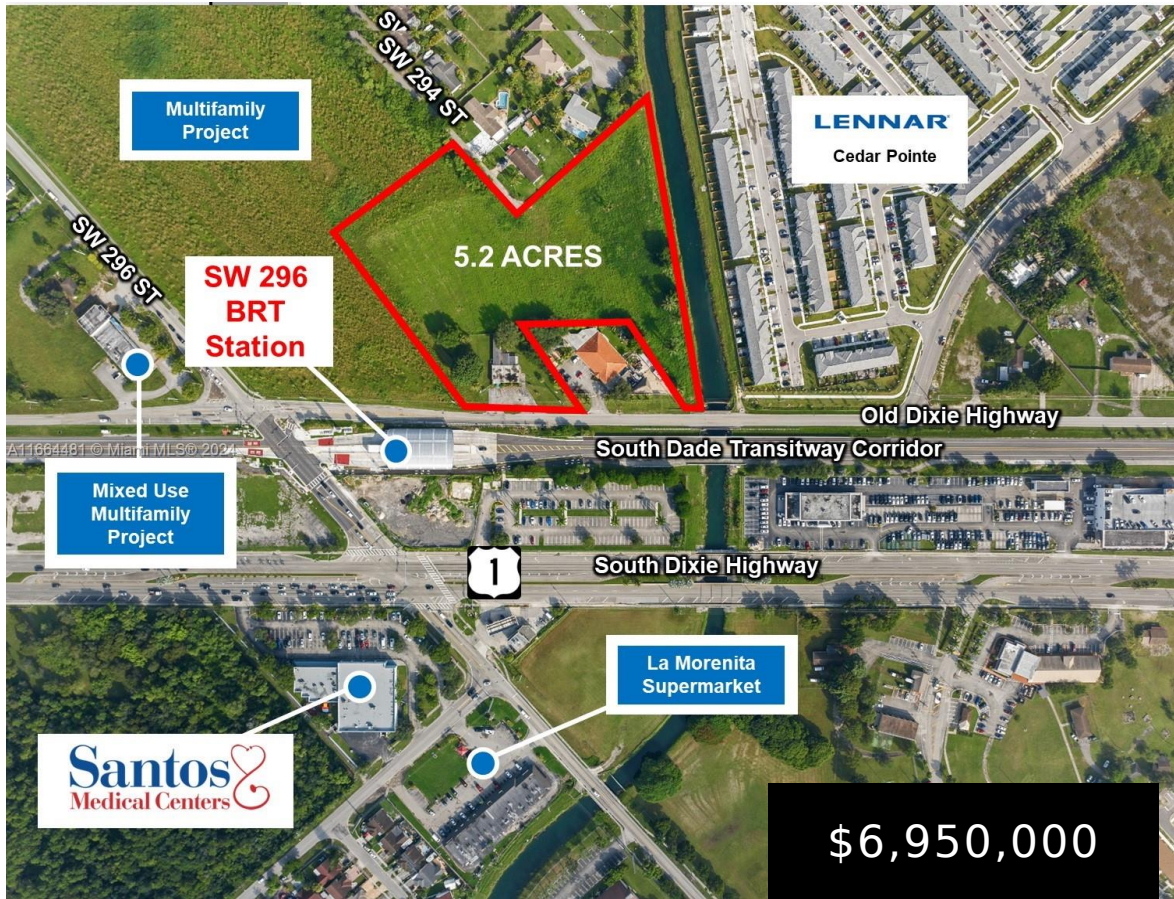 SW 294 ST
Multifamily
Project
LENNAR®
Cedar Pointe
SW 296 ST
5.2 ACRES
SW 296
BRT
Station
Old Dixie Highway
A11664481 © Miami MLS® 2024
South Dade Transitway Corridor
Mixed Use
Multifamily
Project
1
South Dixie Highway
La Morenita
Supermarket
Santos
Medical Centers
$6,950,000